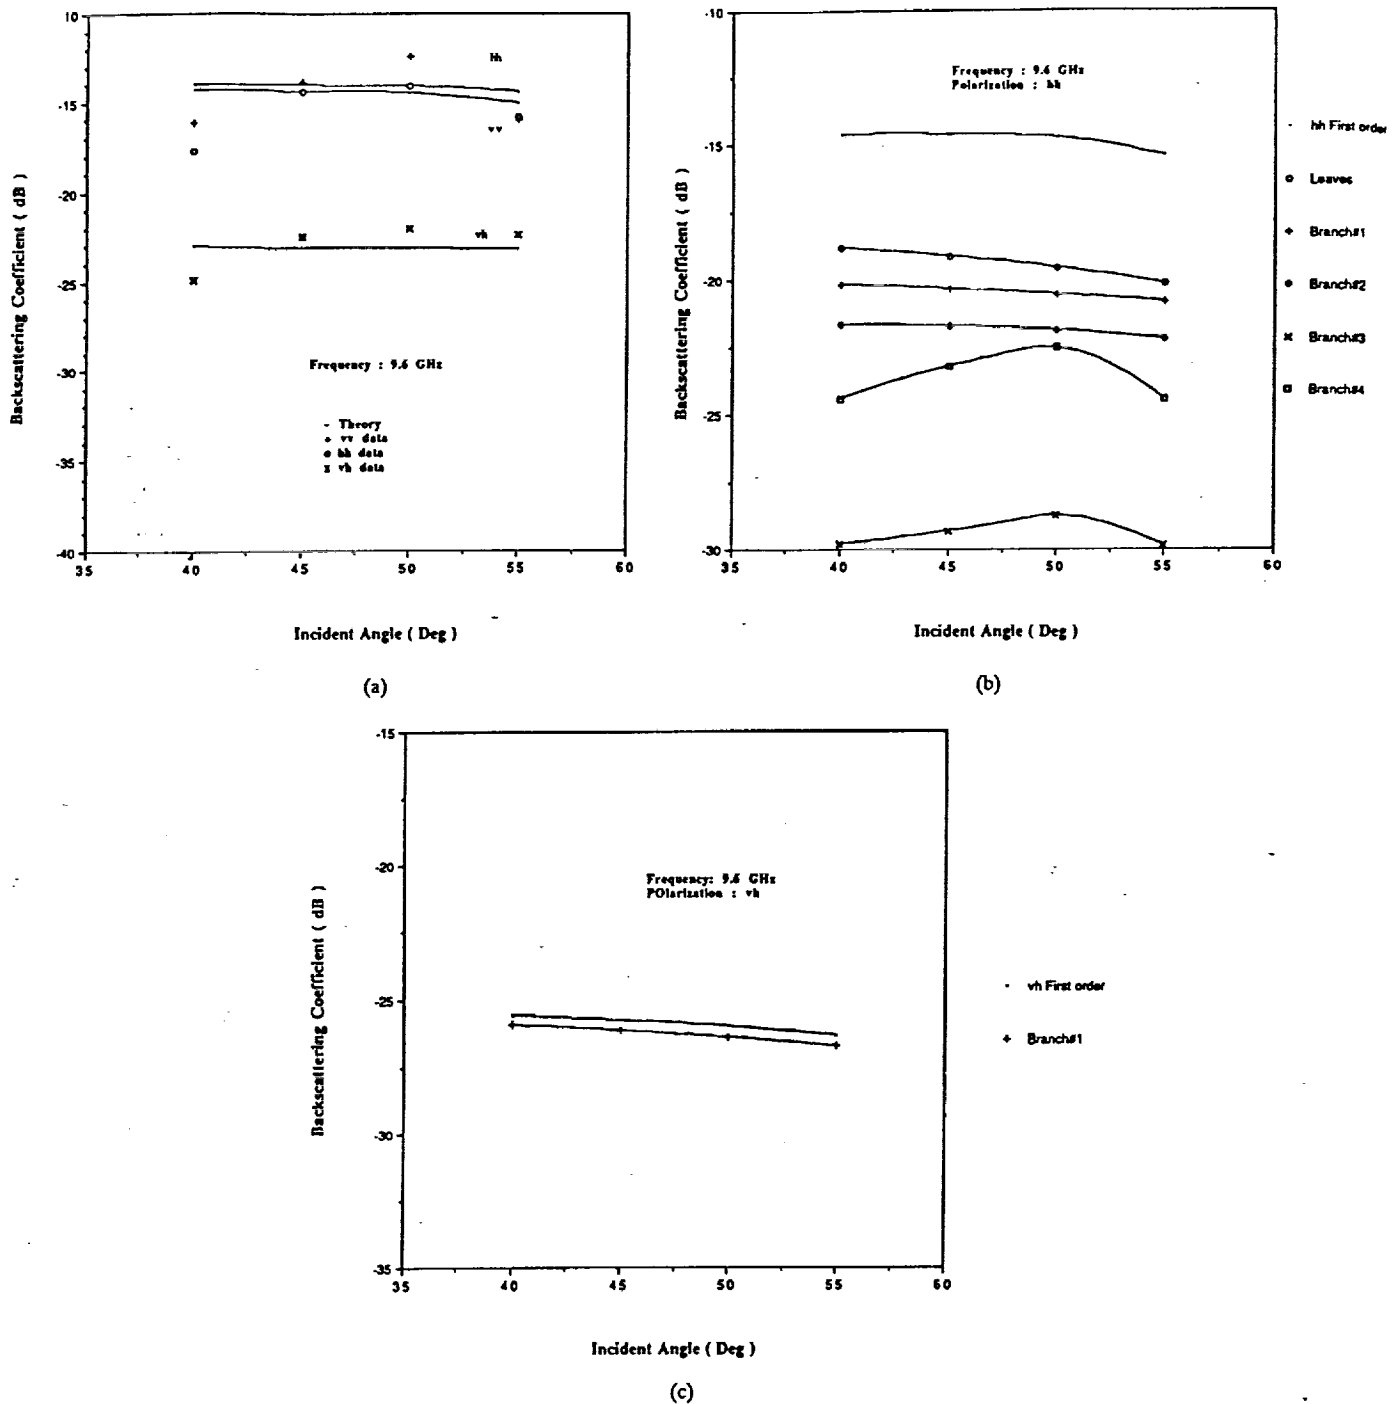 10
-15
-20
-25
-30
-35
-40
35
40
45
50
55
60
hh
vv
vh
Frequency : 9.6 GHz
- Theory
+ vv data
o hh data
x vh data
Backscattering Coefficient ( dB )
Incident Angle ( Deg )
(a)
-10
-15
-20
-25
-30
35
40
45
50
55
60
Frequency : 9.6 GHz
Polarization : hh
hh First order
Leaves
Branch#1
Branch#2
Branch#3
Branch#4
Backscattering Coefficient ( dB )
Incident Angle ( Deg )
(b)
-15
-20
-25
-30
-35
35
40
45
50
55
60
Frequency: 9.6 GHz
POlarization : vh
vh First order
Branch#1
Backscattering Coefficient ( dB )
Incident Angle ( Deg )
(c)